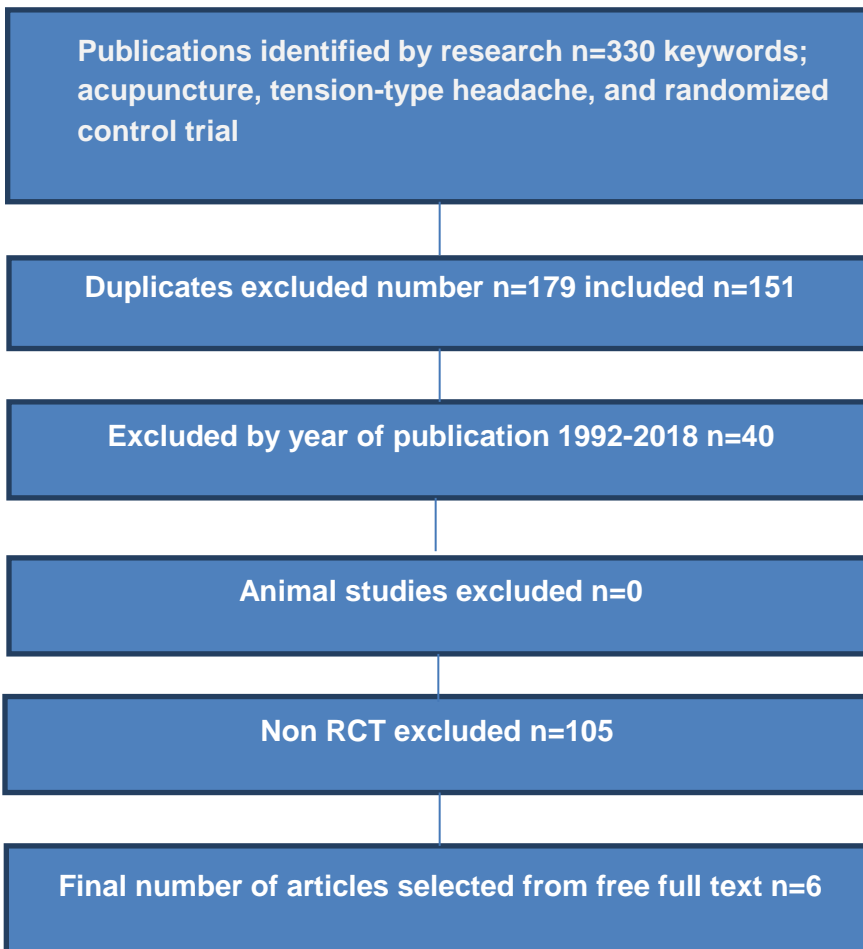 Publications identified by research n=330 keywords;
acupuncture, tension-type headache, and randomized
control trial
Duplicates excluded number n=179 included n=151
Excluded by year of publication 1992-2018 n=40
Animal studies excluded n=0
Non RCT excluded n=105
Final number of articles selected from free full text n=6